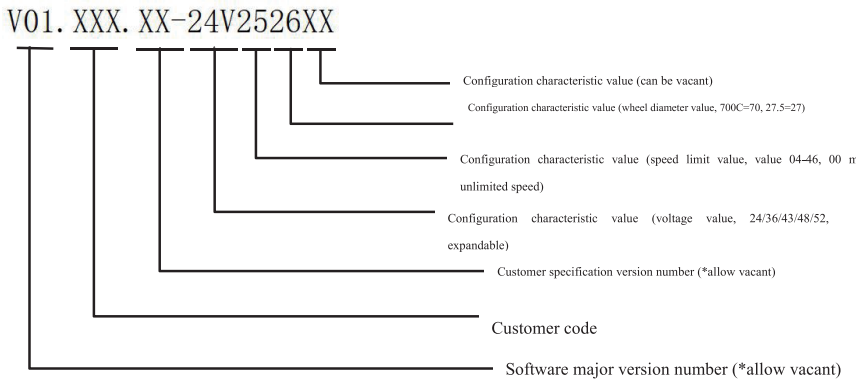 V01.XXX.XX-24V2526XX
Configuration characteristic value (can be vacant)
Configuration characteristic value (wheel diameter value, 700C=70, 27.5=27)
Configuration characteristic value (speed limit value, value 04-46, 00
unlimited speed)
Configuration characteristic value (voltage value, 24/36/43/48/52,
expandable)
Customer specification version number (*allow vacant)
Customer code
Software major version number (*allow vacant)